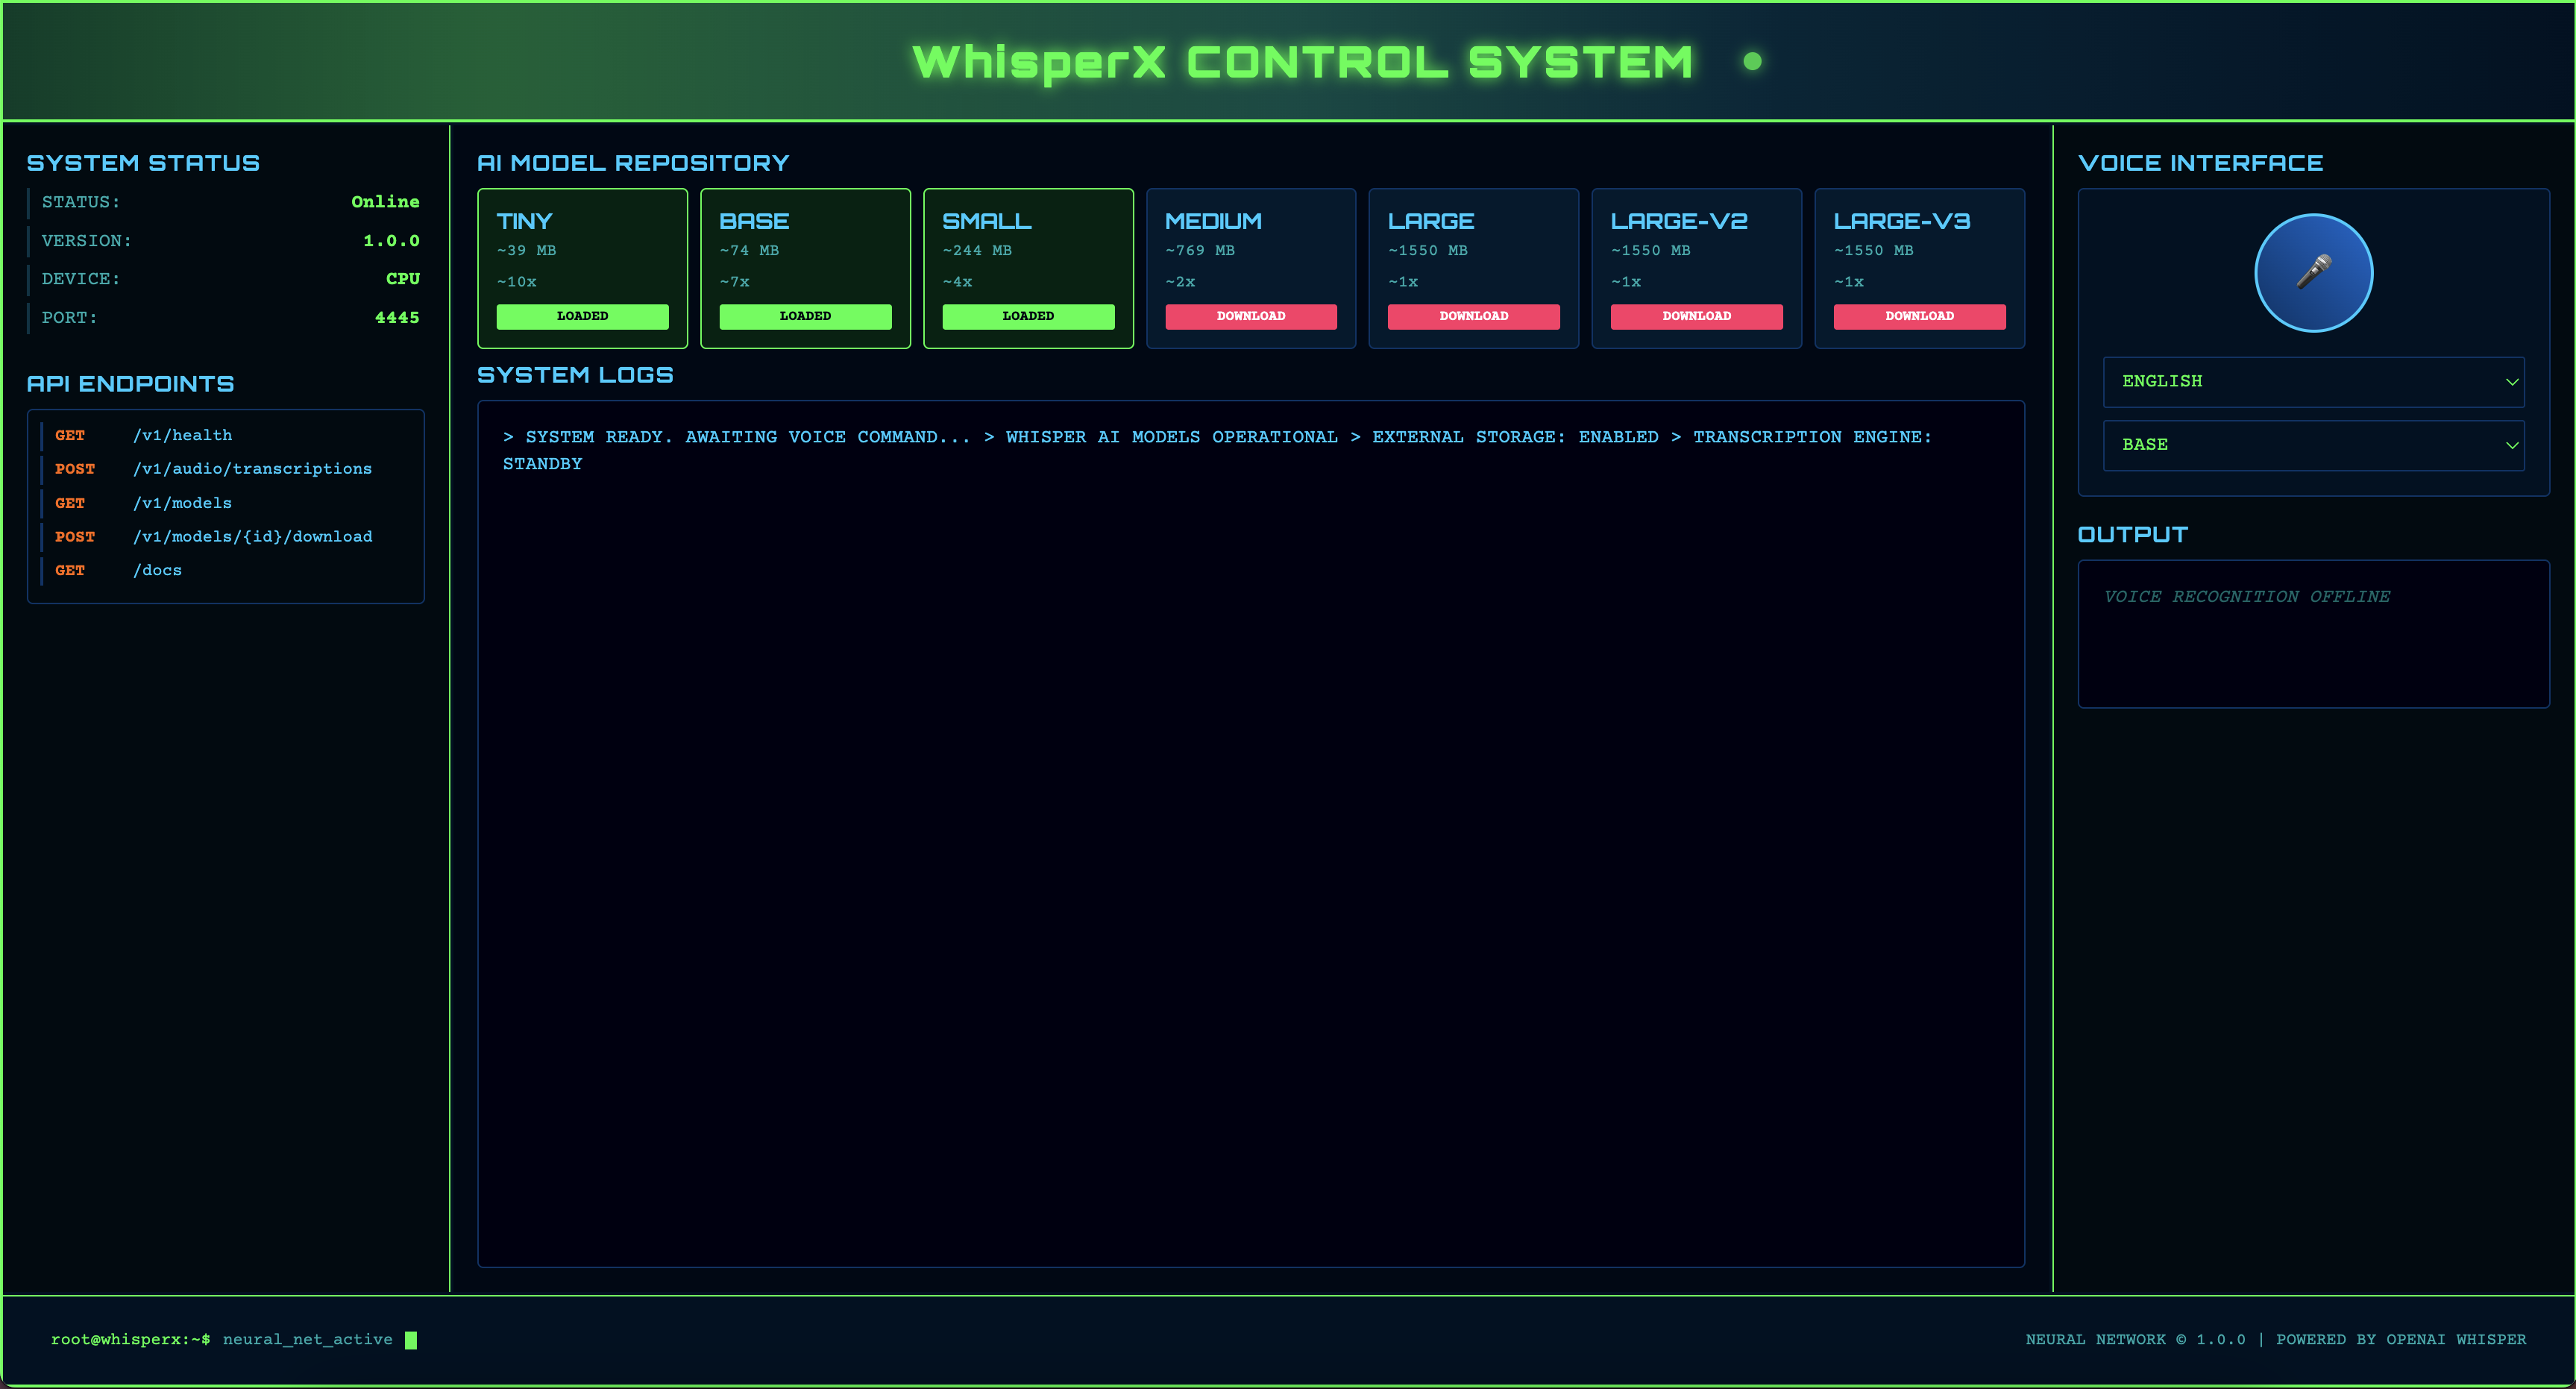 WhisperX CONTROL SYSTEM
SYSTEM STATUS
STATUS: Online
VERSION: 1.0.0
DEVICE: CPU
PORT: 4445
API ENDPOINTS
GET /v1/health
POST /v1/audio/transcriptions
GET /v1/models
POST /v1/models/{id}/download
GET /docs
AI MODEL REPOSITORY
TINY
~39 MB
~10x
LOADED
BASE
~74 MB
~7x
LOADED
SMALL
~244 MB
~4x
LOADED
MEDIUM
~769 MB
~2x
DOWNLOAD
LARGE
~1550 MB
~1x
DOWNLOAD
LARGE-V2
~1550 MB
~1x
DOWNLOAD
LARGE-V3
~1550 MB
~1x
DOWNLOAD
SYSTEM LOGS
> SYSTEM READY. AWAITING VOICE COMMAND... > WHISPER AI MODELS OPERATIONAL > EXTERNAL STORAGE: ENABLED > TRANSCRIPTION ENGINE:
STANDBY
VOICE INTERFACE
ENGLISH
BASE
OUTPUT
VOICE RECOGNITION OFFLINE
root@whisperx:~$ neural_net_active
NEURAL NETWORK © 1.0.0 | POWERED BY OPENAI WHISPER